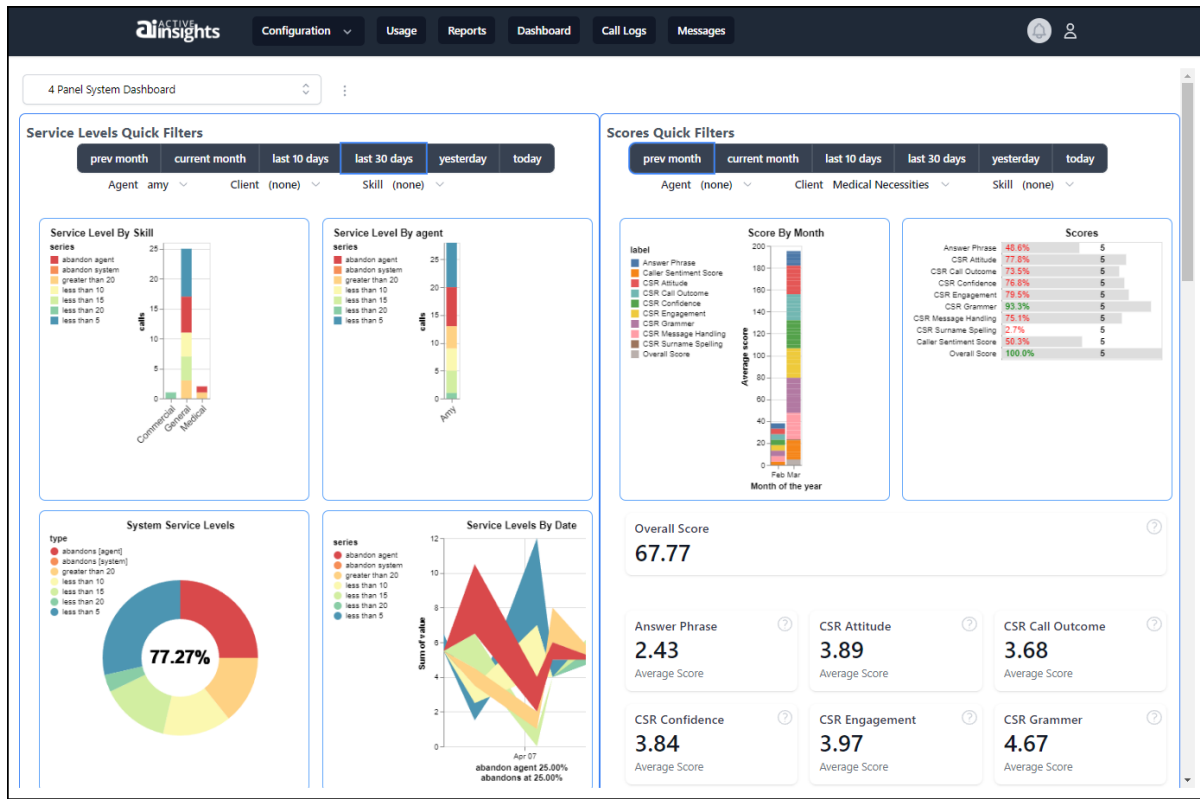 ai ACTIVE insights
Configuration
Usage
Reports
Dashboard
Call Logs
Messages
4 Panel System Dashboard
Service Levels Quick Filters
prev month current month last 10 days last 30 days yesterday today
Agent amy Client (none) Skill (none)
Service Level By Skill
series
abandon agent
abandon system
greater than 20
less than 10
less than 15
less than 20
less than 5
calls
25
20
15
10
5
0
Commercial
General
Medical
Service Level By agent
series
abandon agent
abandon system
greater than 20
less than 10
less than 15
less than 20
less than 5
calls
25
20
15
10
5
0
Amy
System Service Levels
type
abandons [agent]
abandons [system]
greater than 20
less than 10
less than 15
less than 20
less than 5
77.27%
Service Levels By Date
series
abandon agent
abandon system
greater than 20
less than 10
less than 15
less than 20
less than 5
Sum of value
12
10
8
6
4
2
0
Apr 07
abandon agent 25.00%
abandons at 25.00%
Scores Quick Filters
prev month current month last 10 days last 30 days yesterday today
Agent (none) Client Medical Necessities Skill (none)
Score By Month
label
Answer Phrase
Caller Sentiment Score
CSR Attitude
CSR Call Outcome
CSR Confidence
CSR Engagement
CSR Grammer
CSR Message Handling
CSR Surname Spelling
Overall Score
Average score
200
180
160
140
120
100
80
60
40
20
0
Feb Mar
Month of the year
Scores
Answer Phrase 48.6% 5
CSR Attitude 77.8% 5
CSR Call Outcome 73.5% 5
CSR Confidence 76.8% 5
CSR Engagement 79.5% 5
CSR Grammer 93.3% 5
CSR Message Handling 75.1% 5
CSR Surname Spelling 2.7% 5
Caller Sentiment Score 50.3% 5
Overall Score 100.0% 5
Overall Score
67.77
Answer Phrase
2.43
Average Score
CSR Attitude
3.89
Average Score
CSR Call Outcome
3.68
Average Score
CSR Confidence
3.84
Average Score
CSR Engagement
3.97
Average Score
CSR Grammer
4.67
Average Score